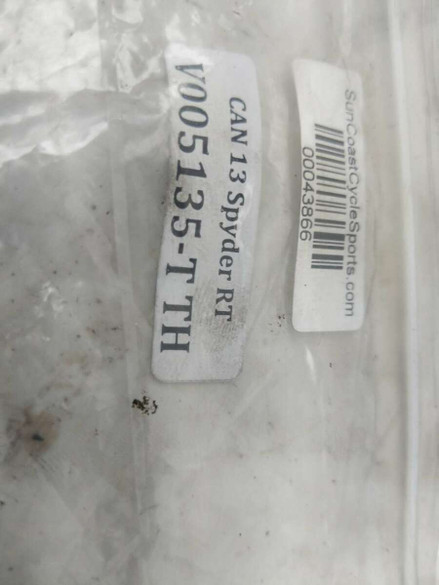 CAN 13 Spyder RT
V005135-T TH
SunCoastCycleSports.com
00043866